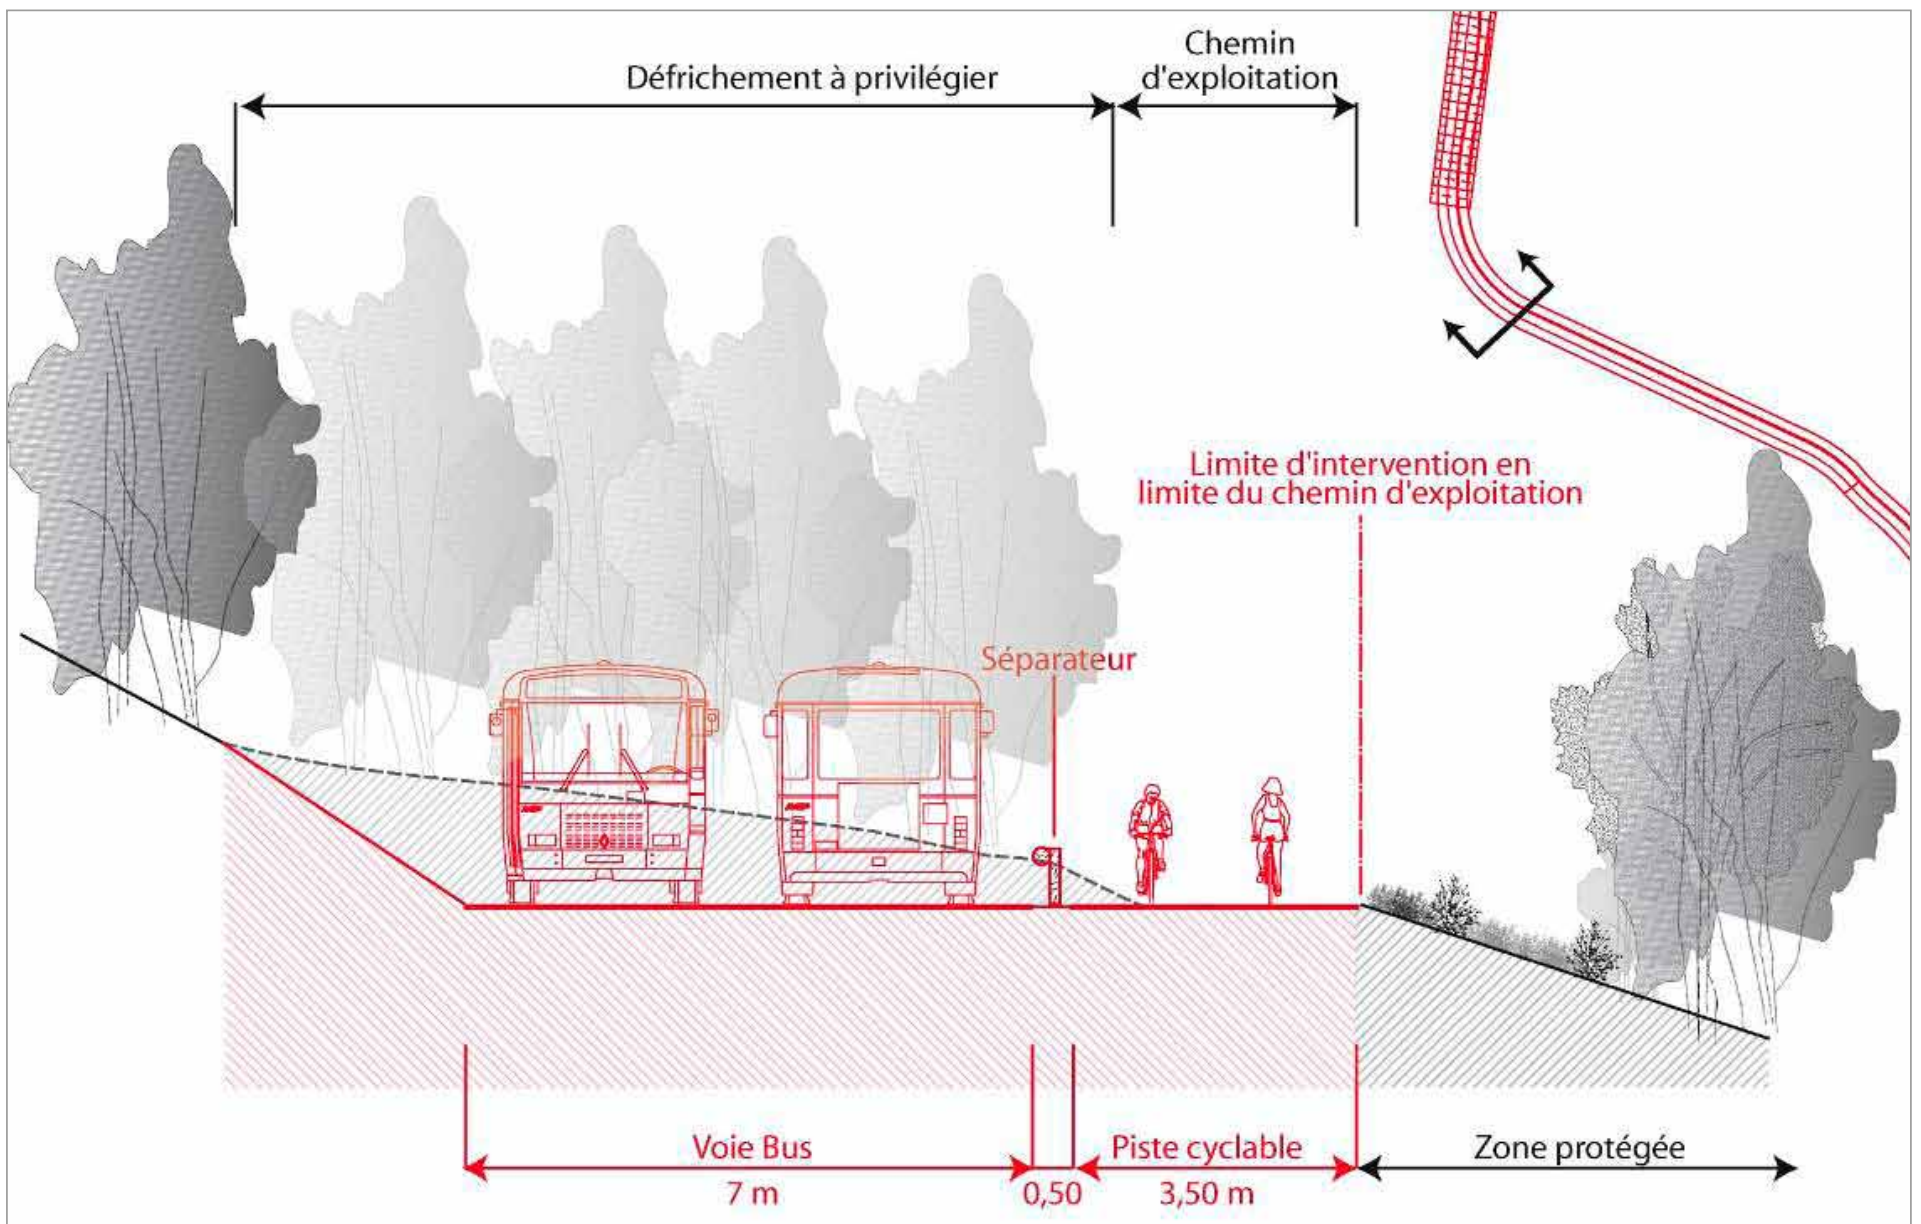 Défrichement à privilégier
Chemin
d'exploitation
Limite d'intervention en
limite du chemin d'exploitation
Séparateur
Voie Bus
7 m
0,50
Piste cyclable
3,50 m
Zone protégée